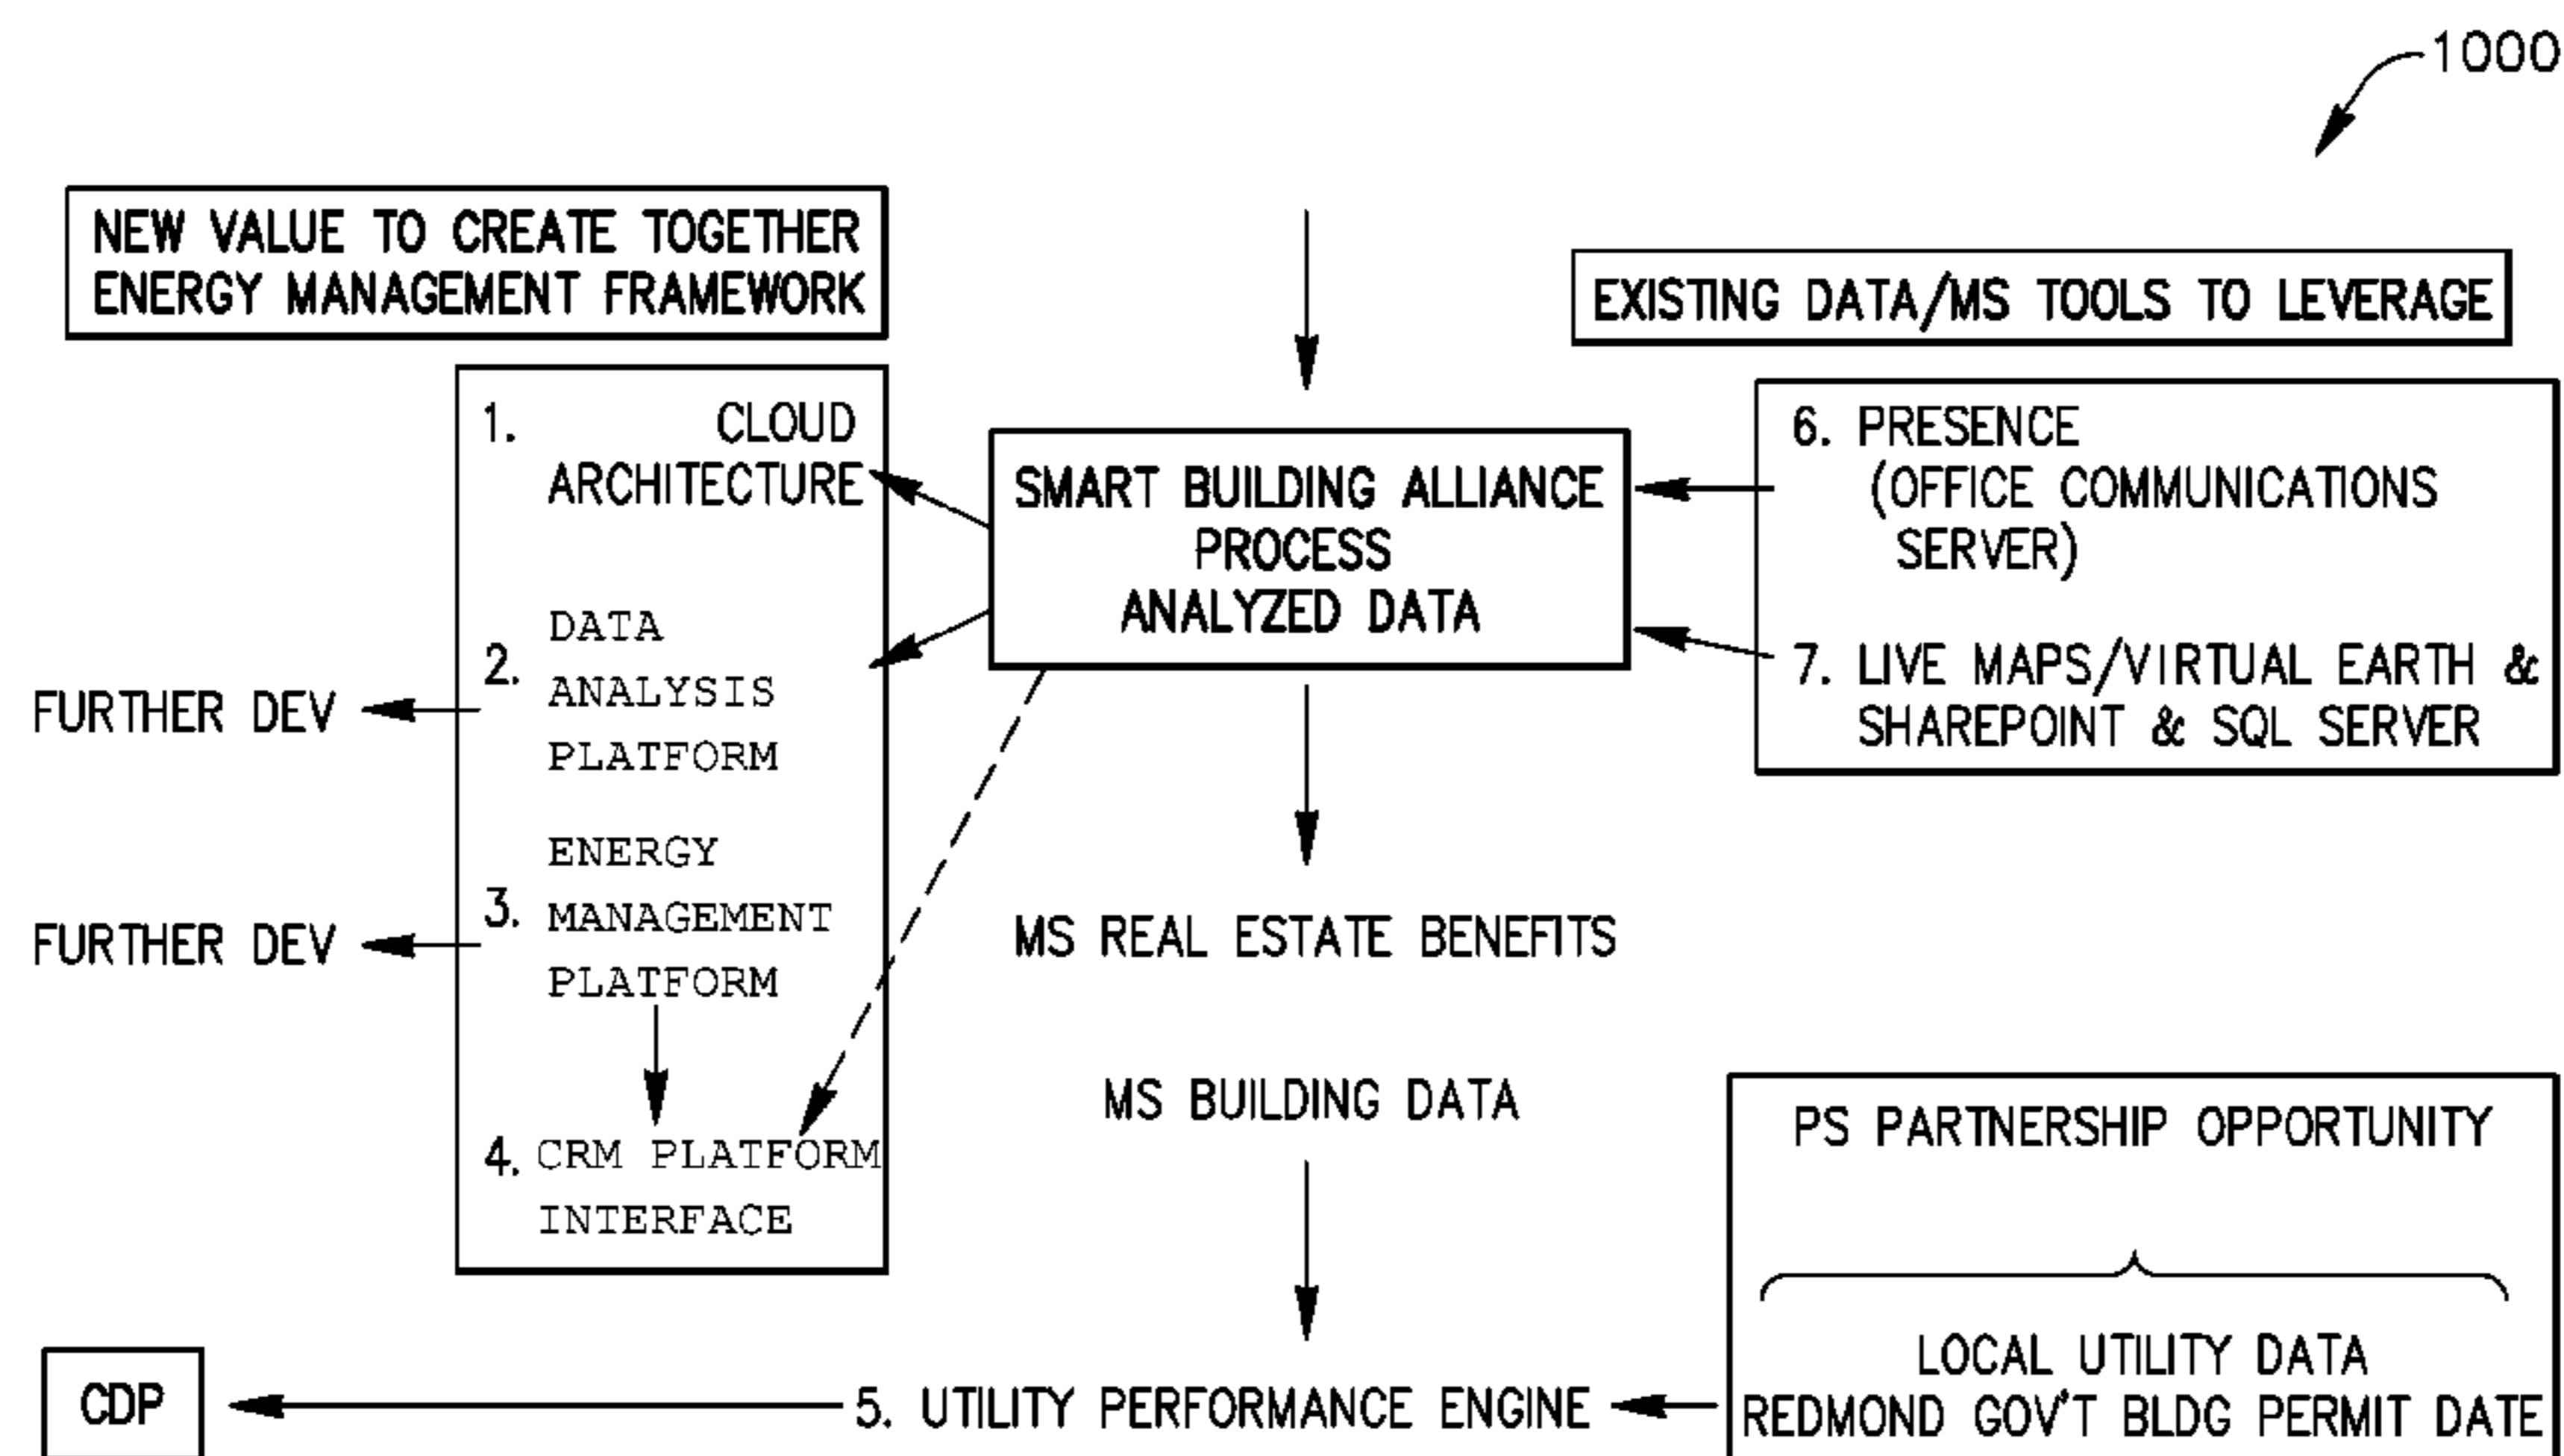 1000
NEW VALUE TO CREATE TOGETHER
ENERGY MANAGEMENT FRAMEWORK
EXISTING DATA/MS TOOLS TO LEVERAGE
1. CLOUD
ARCHITECTURE
2. DATA
ANALYSIS
PLATFORM
3. ENERGY
MANAGEMENT
PLATFORM
4. CRM PLATFORM
INTERFACE
FURTHER DEV
FURTHER DEV
SMART BUILDING ALLIANCE
PROCESS
ANALYZED DATA
6. PRESENCE
(OFFICE COMMUNICATIONS
SERVER)
7. LIVE MAPS/VIRTUAL EARTH &
SHAREPOINT & SQL SERVER
MS REAL ESTATE BENEFITS
MS BUILDING DATA
PS PARTNERSHIP OPPORTUNITY
LOCAL UTILITY DATA
REDMOND GOV'T BLDG PERMIT DATE
5. UTILITY PERFORMANCE ENGINE
CDP